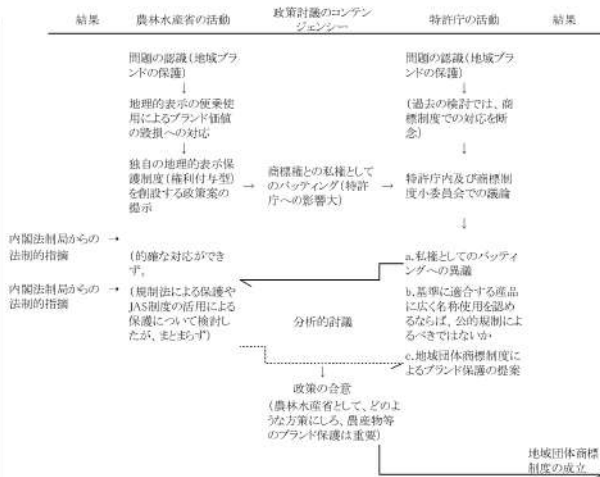 結果
農林水産省の活動
政策討議のコンテン
ジェンシー
特許庁の活動
結果
問題の認識(地域ブラ
ンドの保護)
↓
地理的表示の便乗使
用によるブランド価値
の毀損への対応
↓
独自の地理的表示保
護制度(権利付与型)
を創設する政策案の
提示
→
商標権との私権として
のバッティング(特許
庁への影響大)
→
問題の認識(地域ブラ
ンドの保護)
↓
(過去の検討では、商
標制度での対応を断
念)
↓
特許庁内及び商標制
度小委員会での議論
↓
内閣法制局からの →
法制的指摘
(的確な対応ができ
ず。
a.私権としてのバッティ
ングへの異議
内閣法制局からの →
法制的指摘
(規制法による保護や
JAS制度の活用による
保護について検討し
たが、まとまらず)
分析的討議
b.基準に適合する産品
に広く名称使用を認め
るならば、公的規制によ
るべきではないか
c.地域団体商標制度に
よるブランド保護の提案
↓
政策の合意
(農林水産省として、どのよ
うな方策にしろ、農産物等
のブランド保護は重要)
↓
地域団体商標
制度の成立